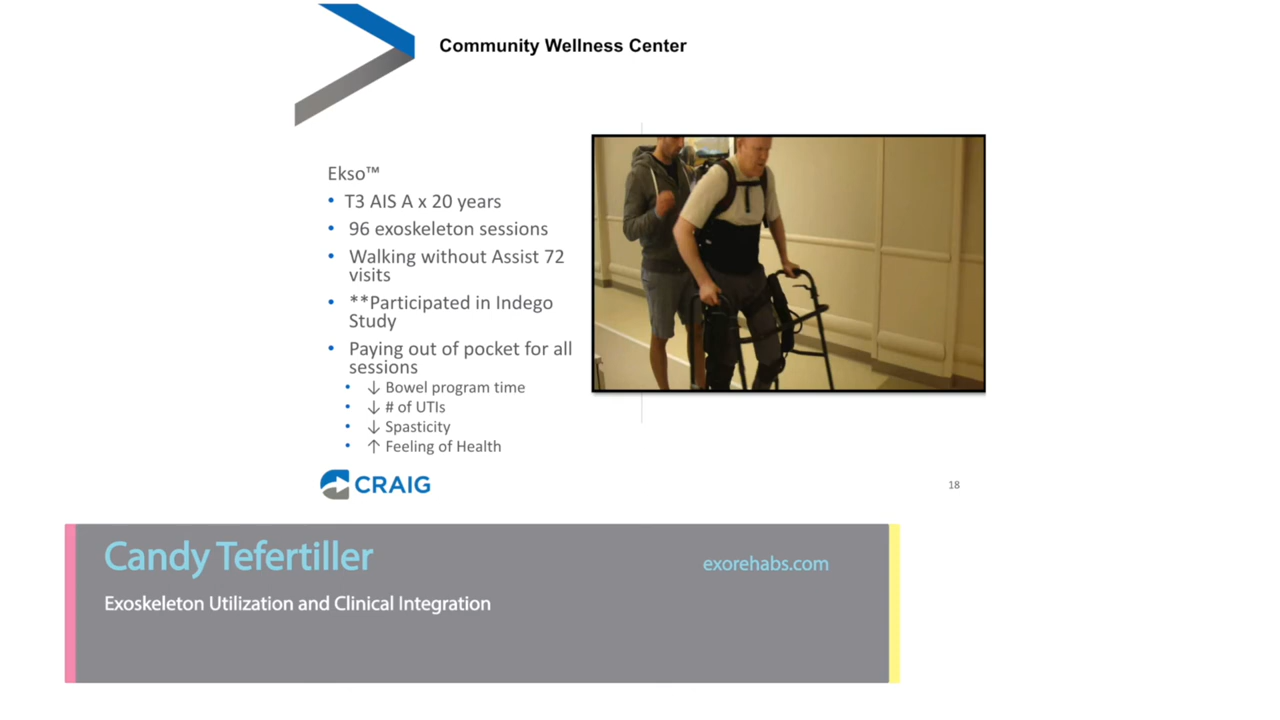 Community Wellness Center
Ekso™
• T3 AIS A x 20 years
• 96 exoskeleton sessions
• Walking without Assist 72
visits
• **Participated in Indego
Study
• Paying out of pocket for all
sessions
• ↓ Bowel program time
• ↓ # of UTIs
• ↓ Spasticity
• ↑ Feeling of Health
CRAIG
18
Candy Tefertiller
exorehabs.com
Exoskeleton Utilization and Clinical Integration